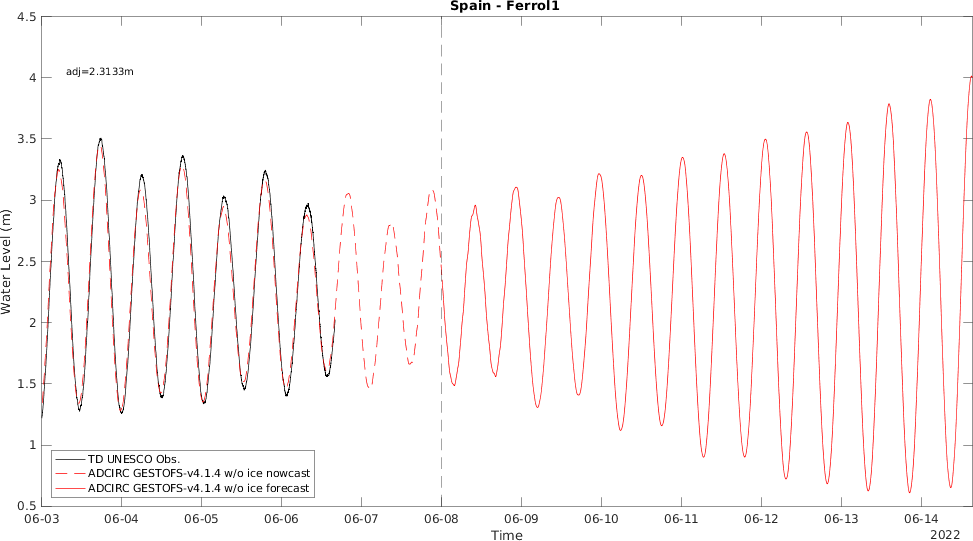 Spain - Ferrol1
4.5
4
3.5
3
2.5
2
1.5
1
0.5
Water Level (m)
adj=2.3133m
TD UNESCO Obs.
ADCIRC GESTOFS-v4.1.4 w/o ice nowcast
ADCIRC GESTOFS-v4.1.4 w/o ice forecast
06-03 06-04 06-05 06-06 06-07 06-08 06-09 06-10 06-11 06-12 06-13 06-14
Time
2022